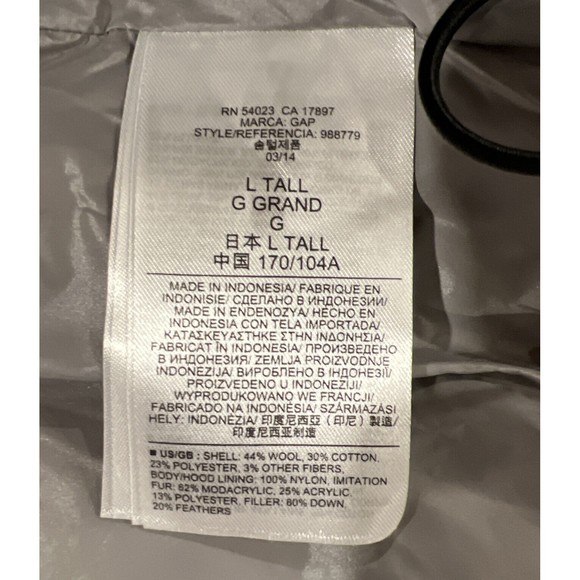 RN 54023 CA 17897
MARCA: GAP
STYLE/REFERENCIA: 988779
솜털제품
03/14
L TALL
G GRAND
G
日本 L TALL
中国 170/104A
MADE IN INDONESIA/ FABRIQUE EN
INDONISIE/ СДЕЛАНО В ИНДОНЕЗИИ/
MADE IN ENDENOZYA/ HECHO EN
INDONESIA CON TELA IMPORTADA/
ΚΑΤΑΣΚΕΥΑΣΤΗΚΕ ΣΤΗΝ ΙΝΔΟΝΗΣΙΑ/
FABRICAT ÎN INDONEZIA/ ПРОИЗВЕДЕНО
В ИНДОНЕЗИЯ/ ZEMLJA PROIZVODNJE
INDONEZIJA/ ВИРОБЛЕНО В ІНДОНЕЗІЇ/
PROIZVEDENO U INDONEZIJI/
WYPRODUKOWANO WE FRANCJI/
FABRICADO NA INDONÉSIA/ SZÁRMAZÁSI
HELY: INDONÉZIA/ 印度尼西亞 (印尼) 製造/
印度尼西亚制造
■ US/GB : SHELL: 44% WOOL, 30% COTTON,
23% POLYESTER, 3% OTHER FIBERS,
BODY/HOOD LINING: 100% NYLON, IMITATION
FUR: 62% MODACRYLIC, 25% ACRYLIC,
13% POLYESTER, FILLER: 80% DOWN,
20% FEATHERS